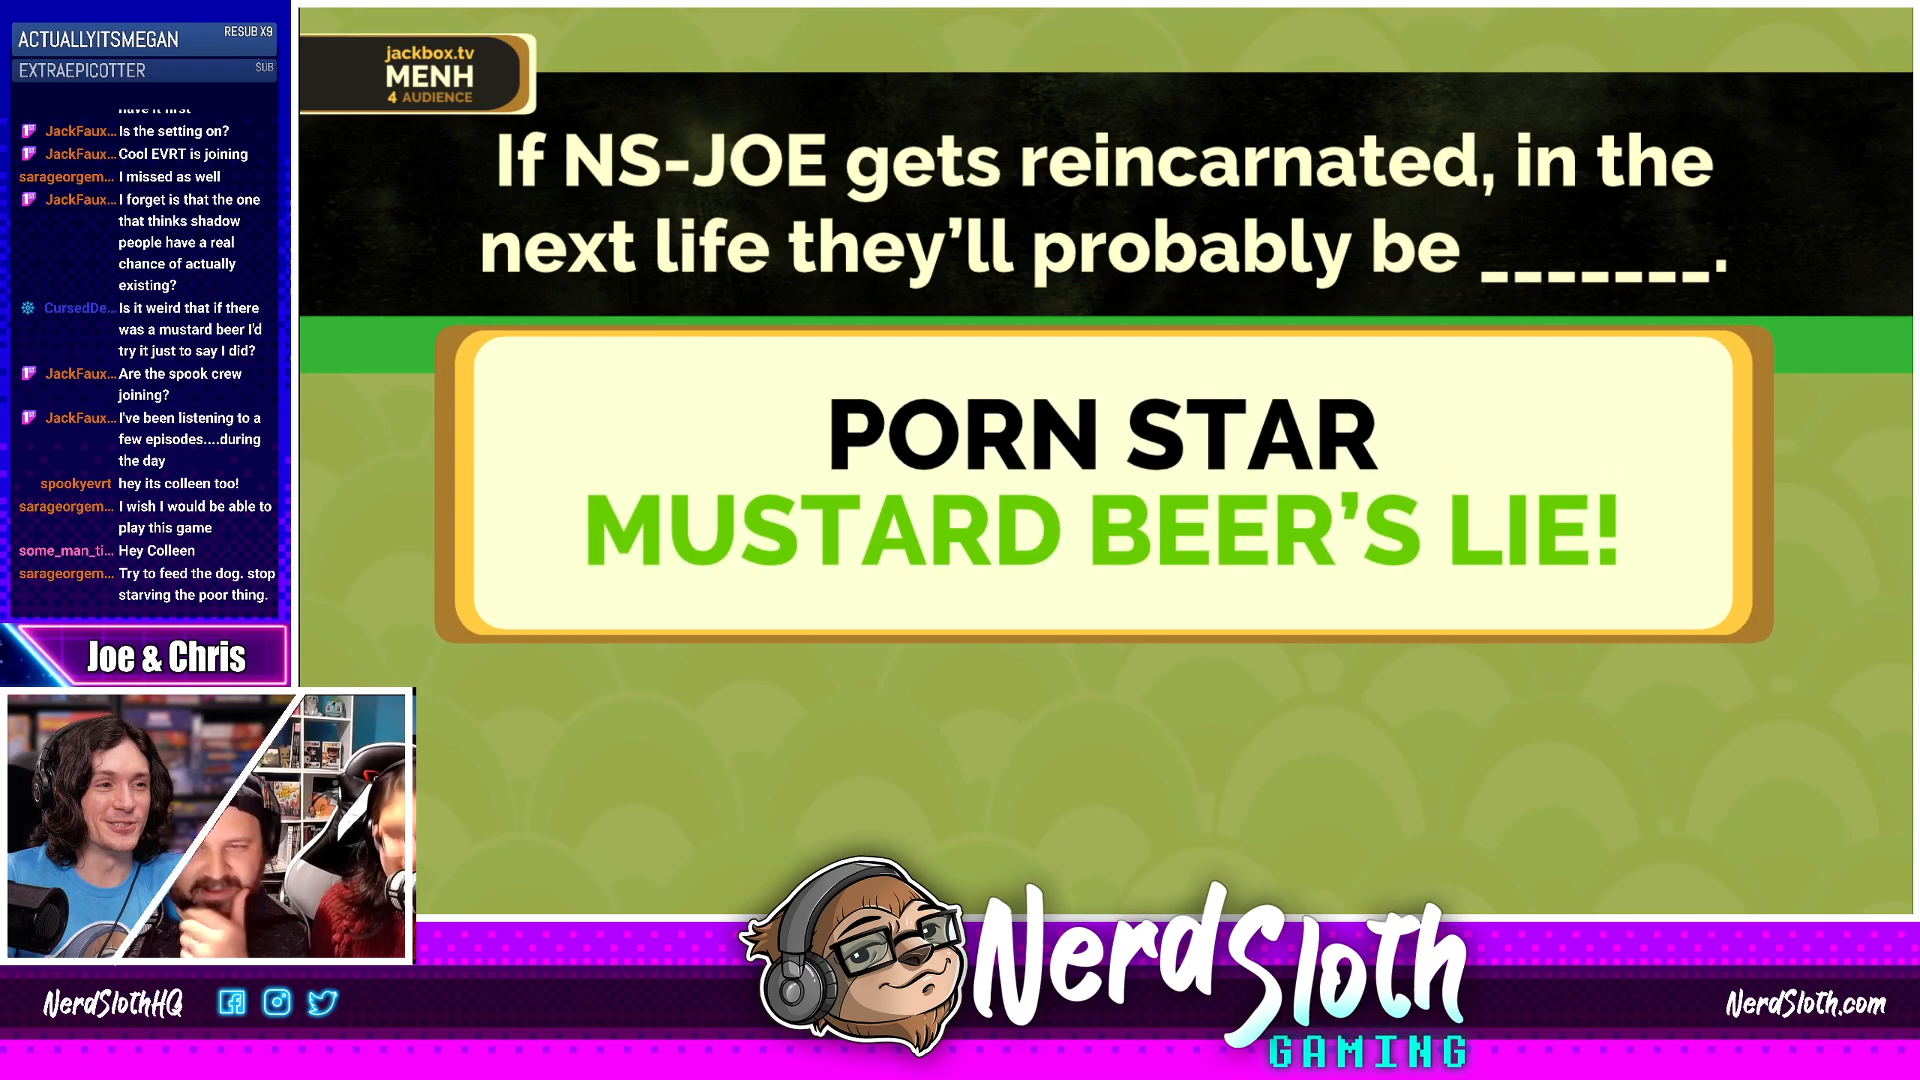 ACTUALLYITSMEGAN RESUB X9
EXTRAEPICOTTER SUB
have it first
JackFaux... Is the setting on?
JackFaux... Cool EVRT is joining
sarageorgem... I missed as well
JackFaux... I forget is that the one
that thinks shadow
people have a real
chance of actually
existing?
CursedDe... Is it weird that if there
was a mustard beer I'd
try it just to say I did?
JackFaux... Are the spook crew
joining?
JackFaux... I've been listening to a
few episodes....during
the day
spookyevrt hey its colleen too!
sarageorgem... I wish I would be able to
play this game
some_man_ti... Hey Colleen
sarageorgem... Try to feed the dog. stop
starving the poor thing.
Joe & Chris
jackbox.tv
MENH
4 AUDIENCE
If NS-JOE gets reincarnated, in the
next life they’ll probably be _______.
PORN STAR
MUSTARD BEER’S LIE!
NerdSloth
GAMING
NerdSlothHQ
NerdSloth.com